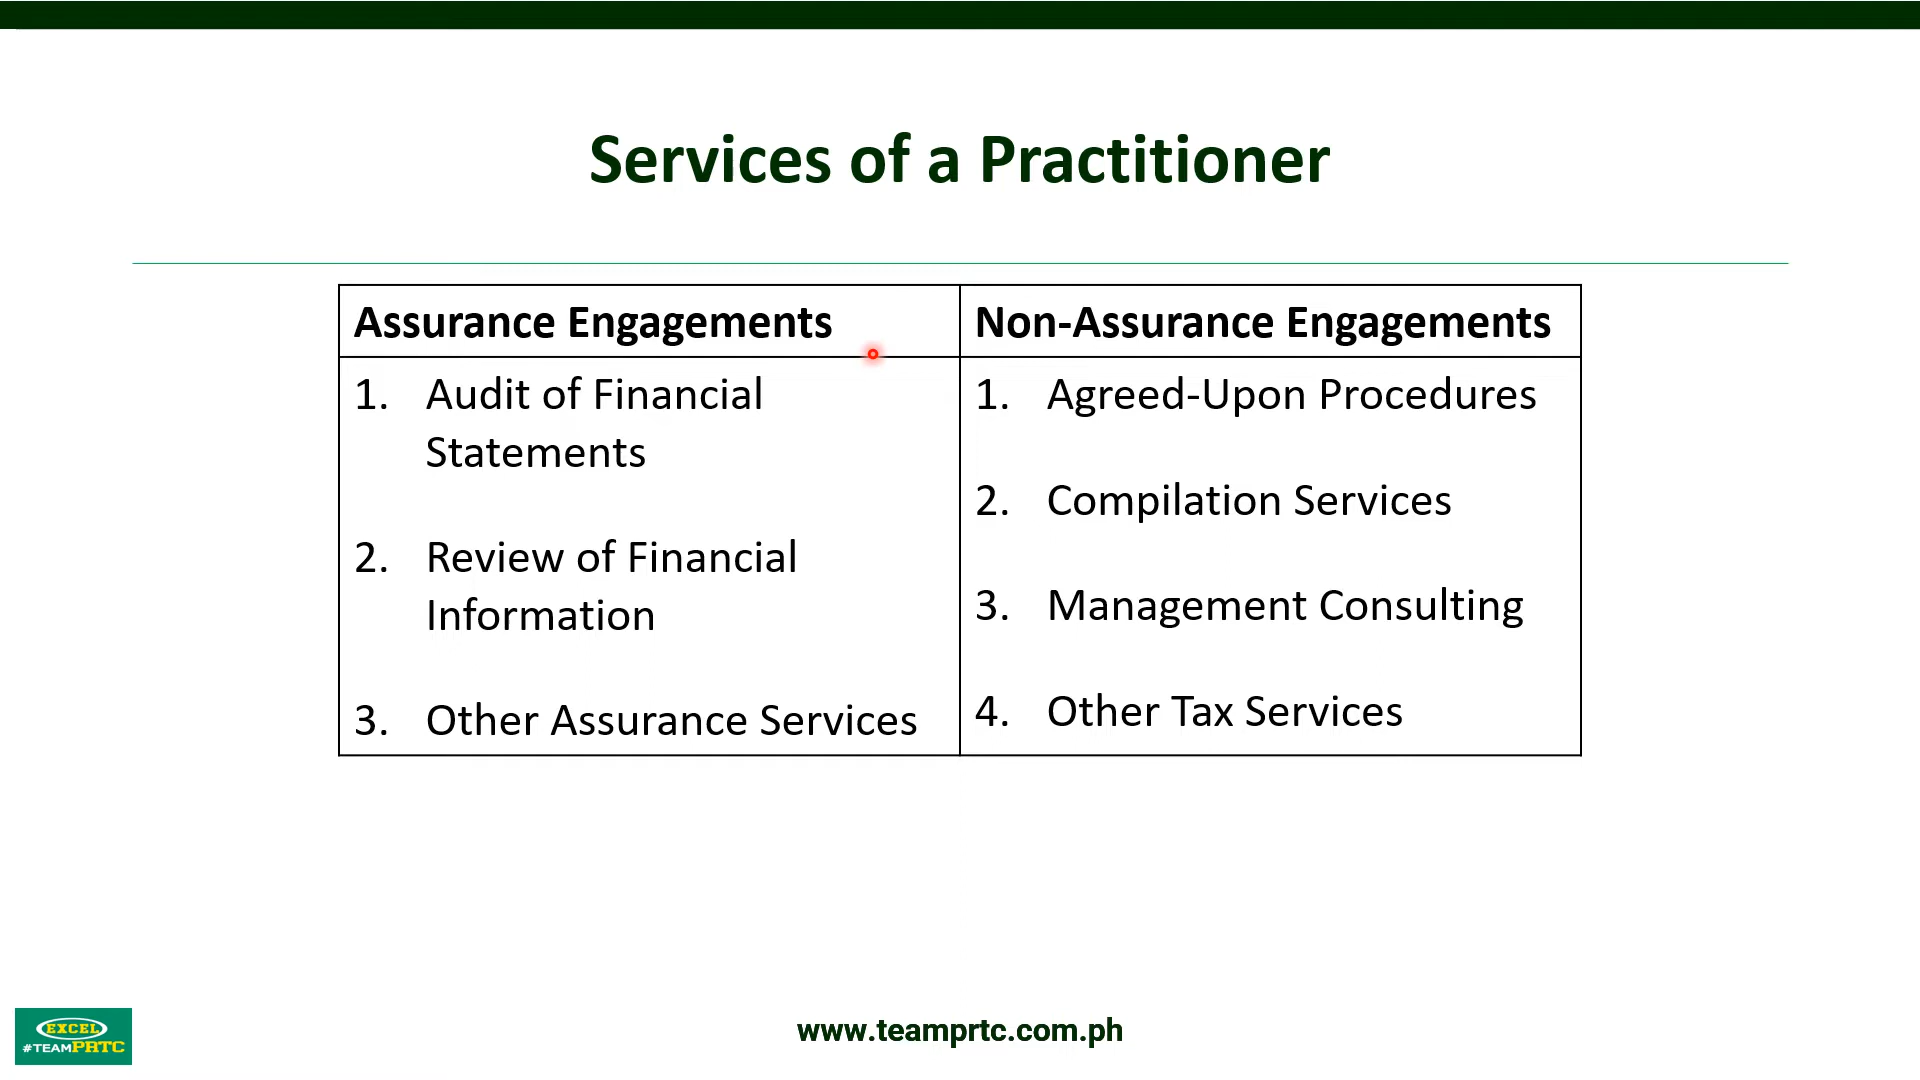 Services of a Practitioner
Assurance Engagements
1. Audit of Financial
Statements
2. Review of Financial
Information
3. Other Assurance Services
Non-Assurance Engagements
1. Agreed-Upon Procedures
2. Compilation Services
3. Management Consulting
4. Other Tax Services
EXCEL
#TEAMPRTC
www.teamprtc.com.ph